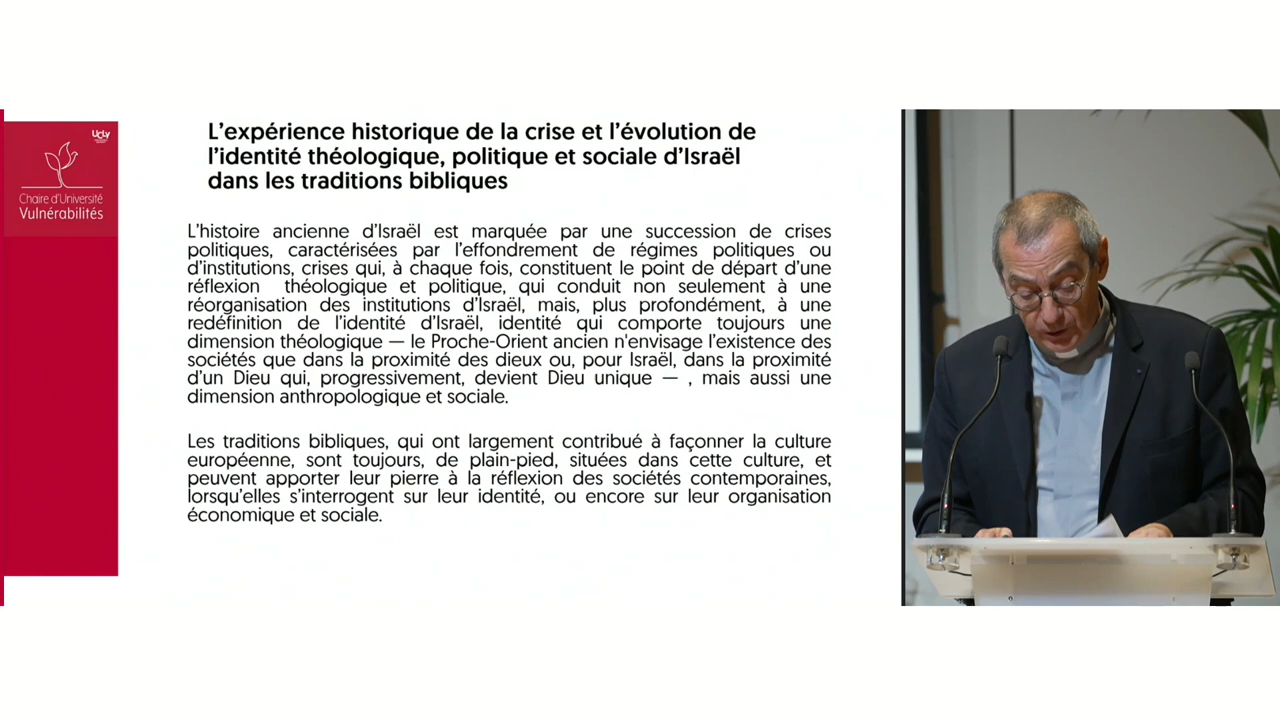 UCLy
Chaire d'Université
Vulnérabilités
L'expérience historique de la crise et l'évolution de
l'identité théologique, politique et sociale d'Israël
dans les traditions bibliques
L'histoire ancienne d'Israël est marquée par une succession de crises
politiques, caractérisées par l'effondrement de régimes politiques ou
d'institutions, crises qui, à chaque fois, constituent le point de départ d'une
réflexion théologique et politique, qui conduit non seulement à une
réorganisation des institutions d'Israël, mais, plus profondément, à une
redéfinition de l'identité d'Israël, identité qui comporte toujours une
dimension théologique — le Proche-Orient ancien n'envisage l'existence des
sociétés que dans la proximité des dieux ou, pour Israël, dans la proximité
d'un Dieu qui, progressivement, devient Dieu unique — , mais aussi une
dimension anthropologique et sociale.
Les traditions bibliques, qui ont largement contribué à façonner la culture
européenne, sont toujours, de plain-pied, situées dans cette culture, et
peuvent apporter leur pierre à la réflexion des sociétés contemporaines,
lorsqu'elles s'interrogent sur leur identité, ou encore sur leur organisation
économique et sociale.